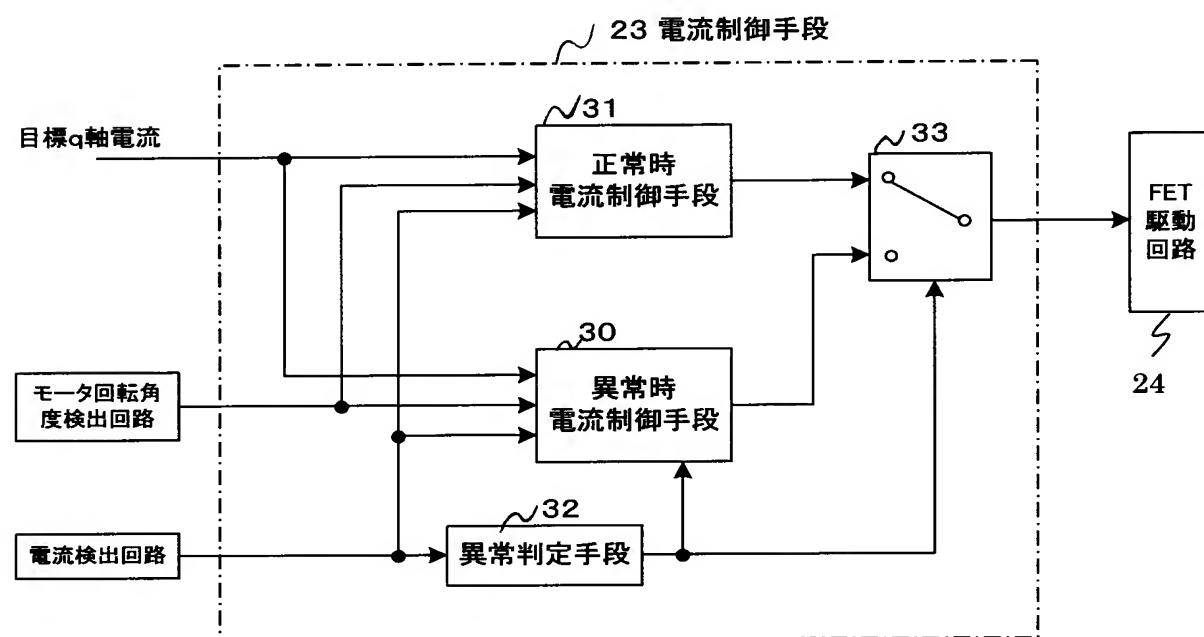 23 電流制御手段
目標q軸電流
31
正常時
電流制御手段
33
FET
駆動
回路
24
30
異常時
電流制御手段
モータ回転角
度検出回路
32
異常判定手段
電流検出回路